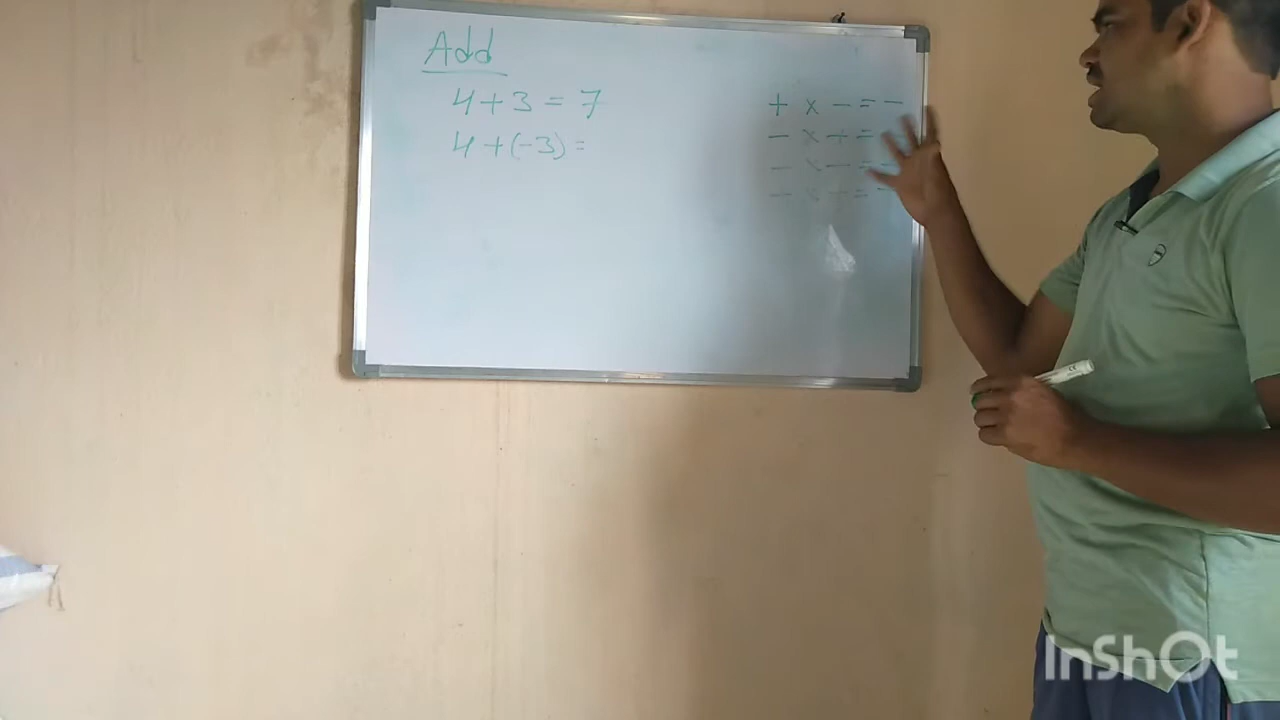 Add
4+3 = 7
4+(-3) =
+ × - = -
- × + =
- × - =
- × + = -
InShOt